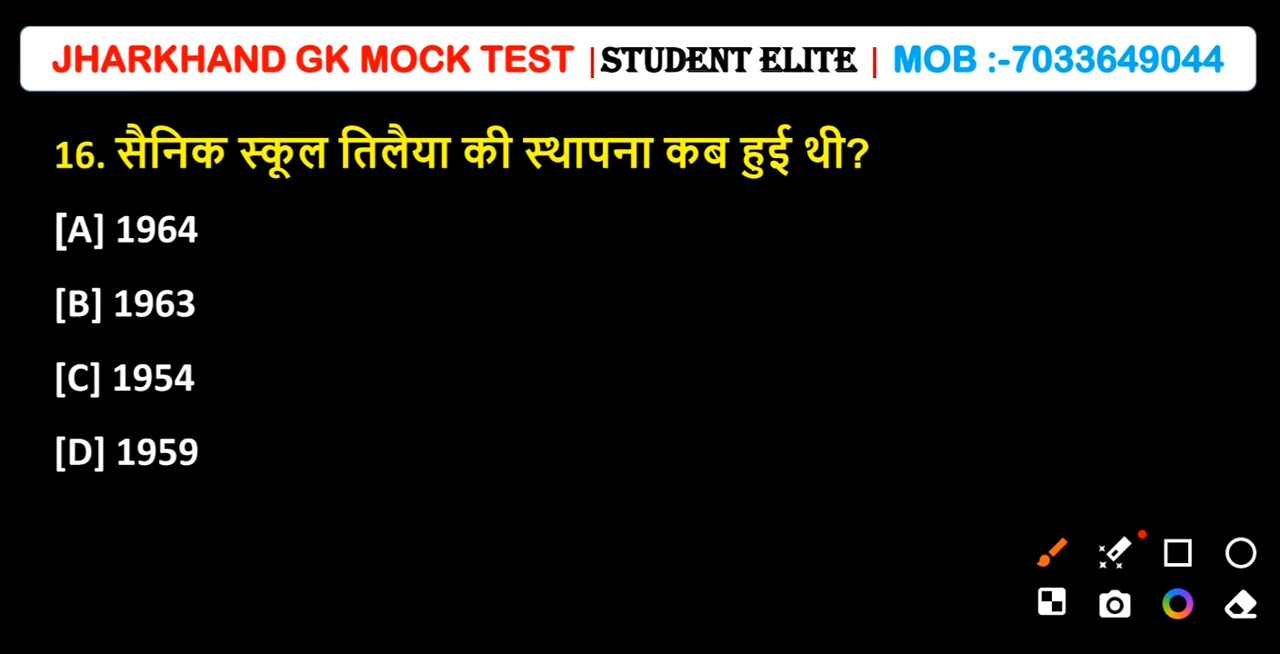 JHARKHAND GK MOCK TEST |STUDENT ELITE | MOB :-7033649044
16. सैनिक स्कूल तिलैया की स्थापना कब हुई थी?
[A] 1964
[B] 1963
[C] 1954
[D] 1959